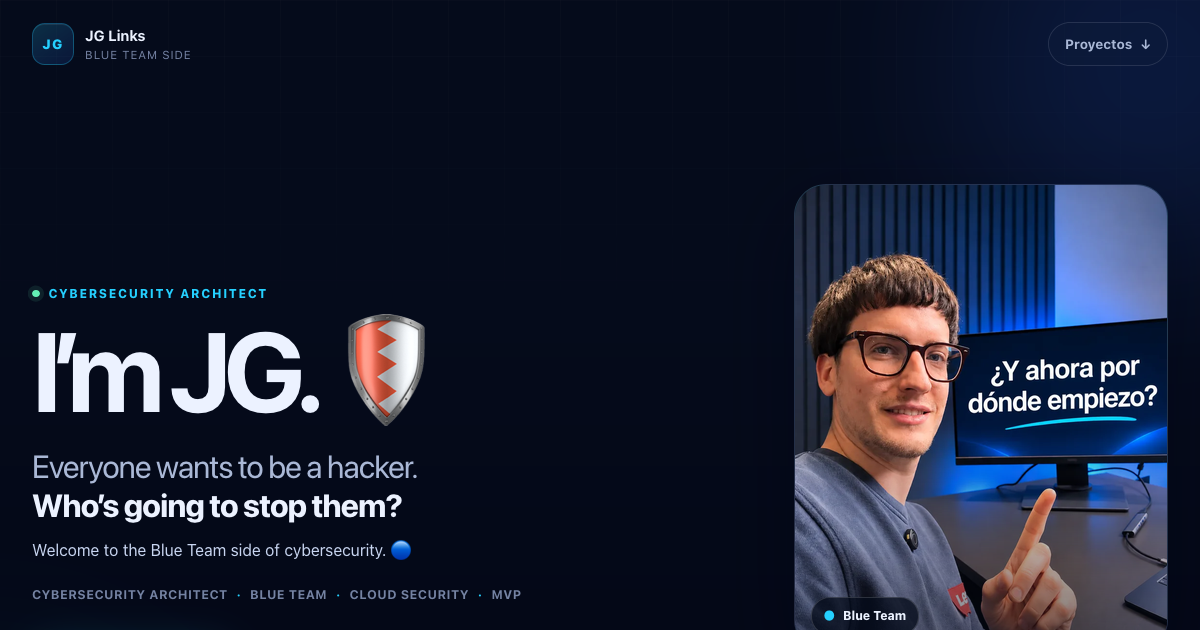 JG
JG Links
BLUE TEAM SIDE
Proyectos ↓
CYBERSECURITY ARCHITECT
I'm JG.
Everyone wants to be a hacker.
Who's going to stop them?
Welcome to the Blue Team side of cybersecurity.
CYBERSECURITY ARCHITECT · BLUE TEAM · CLOUD SECURITY · MVP
¿Y ahora por
dónde empiezo?
Blue Team